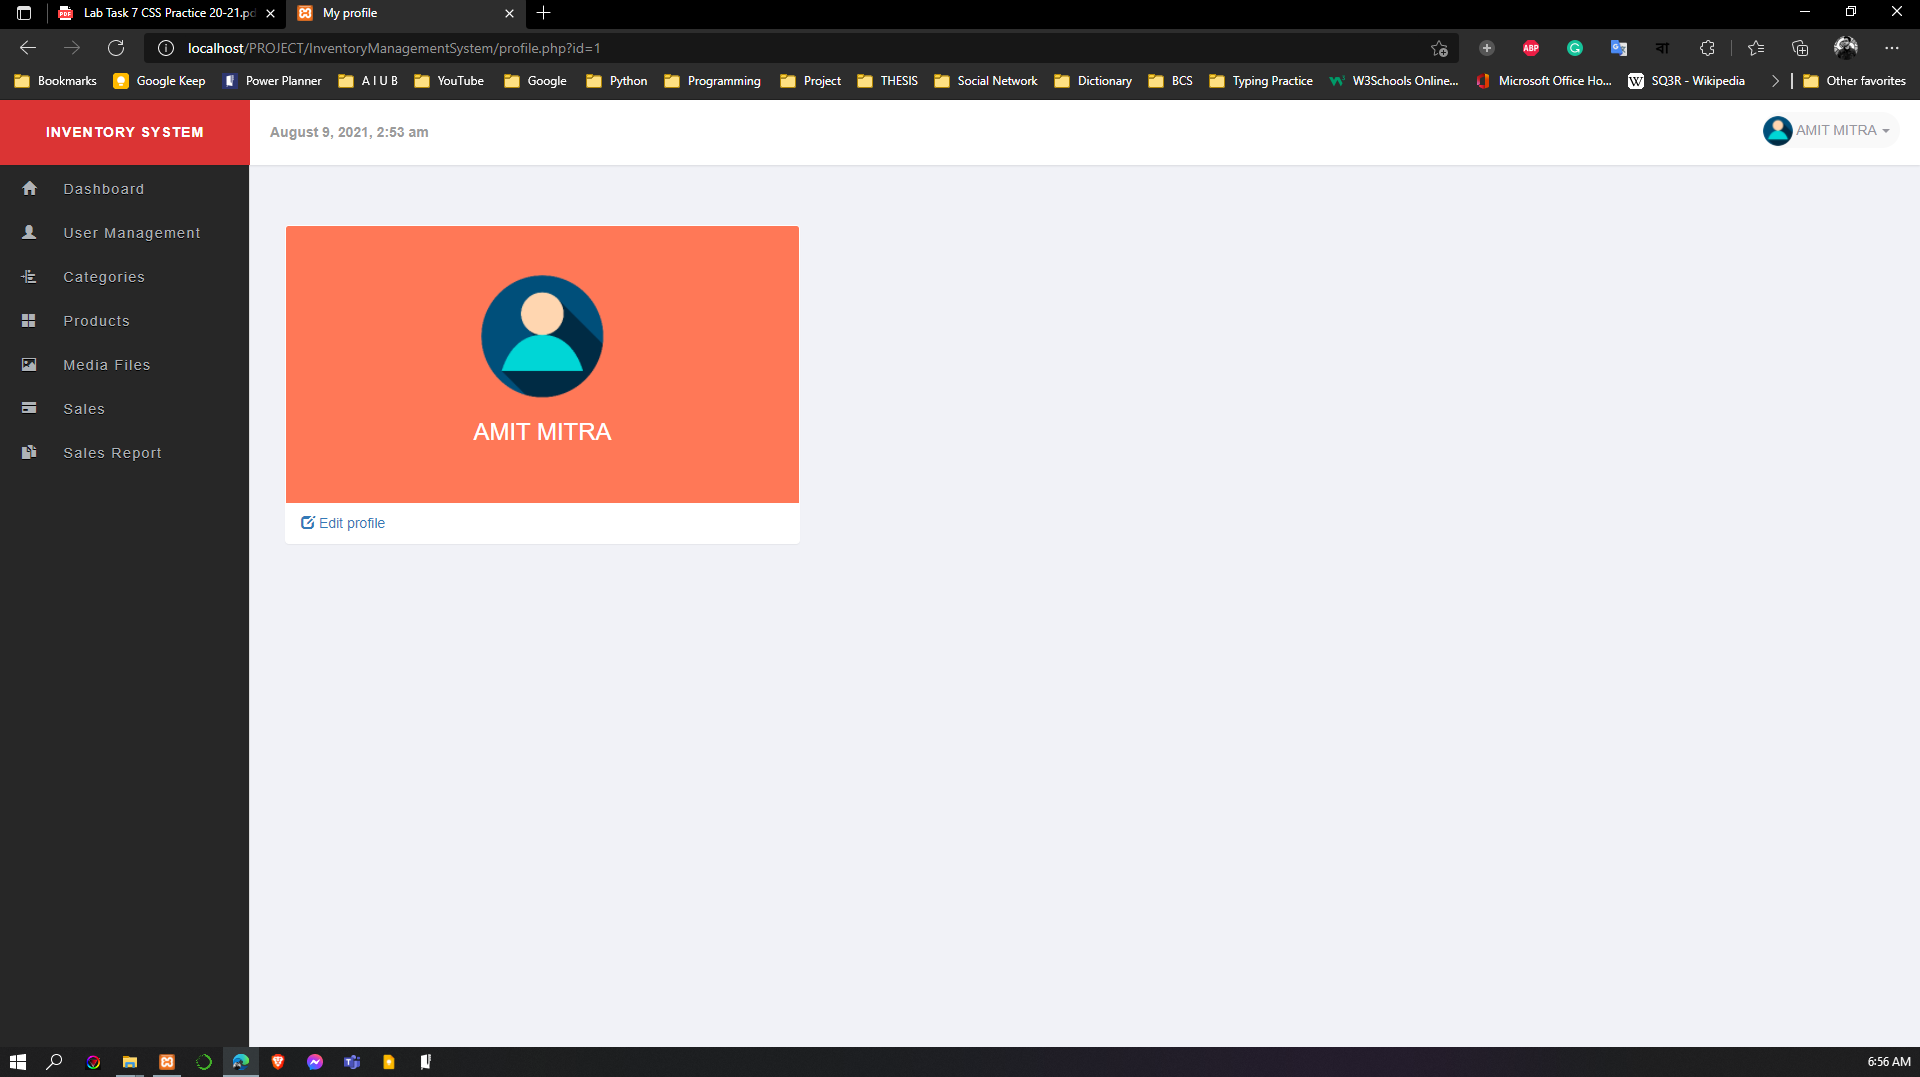 Lab Task 7 CSS Practice 20-21.pd
My profile
localhost/PROJECT/InventoryManagementSystem/profile.php?id=1
ABP
বা
Bookmarks Google Keep Power Planner A I U B YouTube Google Python Programming Project THESIS Social Network Dictionary BCS Typing Practice W3Schools Online... Microsoft Office Ho... SQ3R - Wikipedia Other favorites
INVENTORY SYSTEM
August 9, 2021, 2:53 am
AMIT MITRA
Dashboard
User Management
Categories
Products
Media Files
Sales
Sales Report
AMIT MITRA
Edit profile
6:56 AM